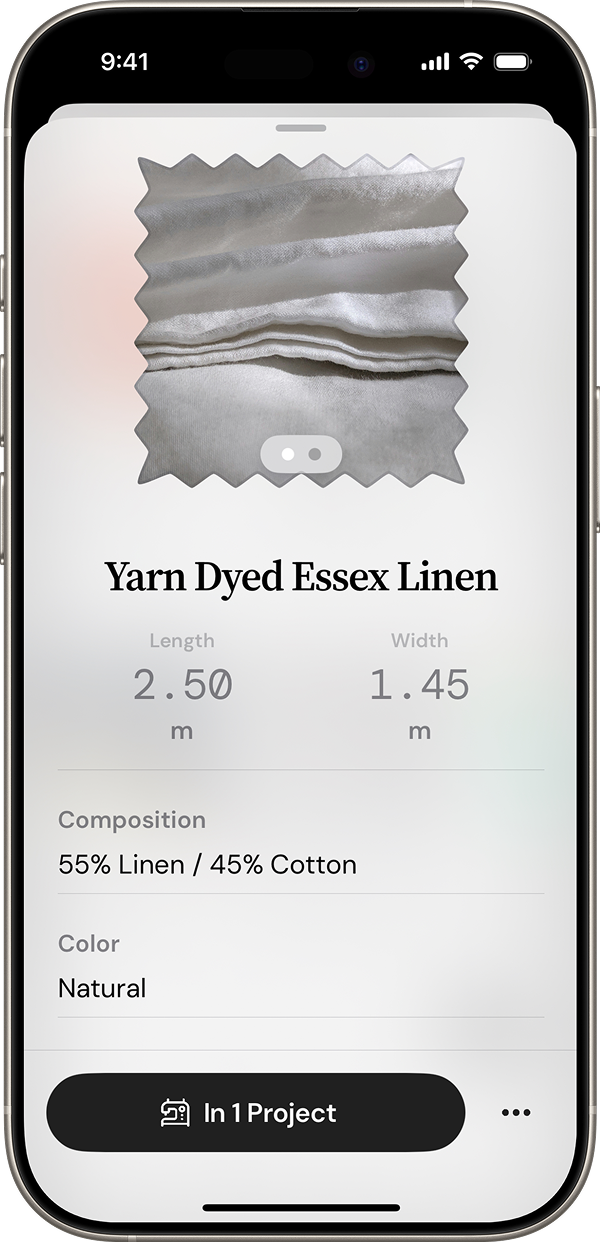 9:41
Yarn Dyed Essex Linen
Length Width
2.50 1.45
m m
Composition
55% Linen / 45% Cotton
Color
Natural
In 1 Project